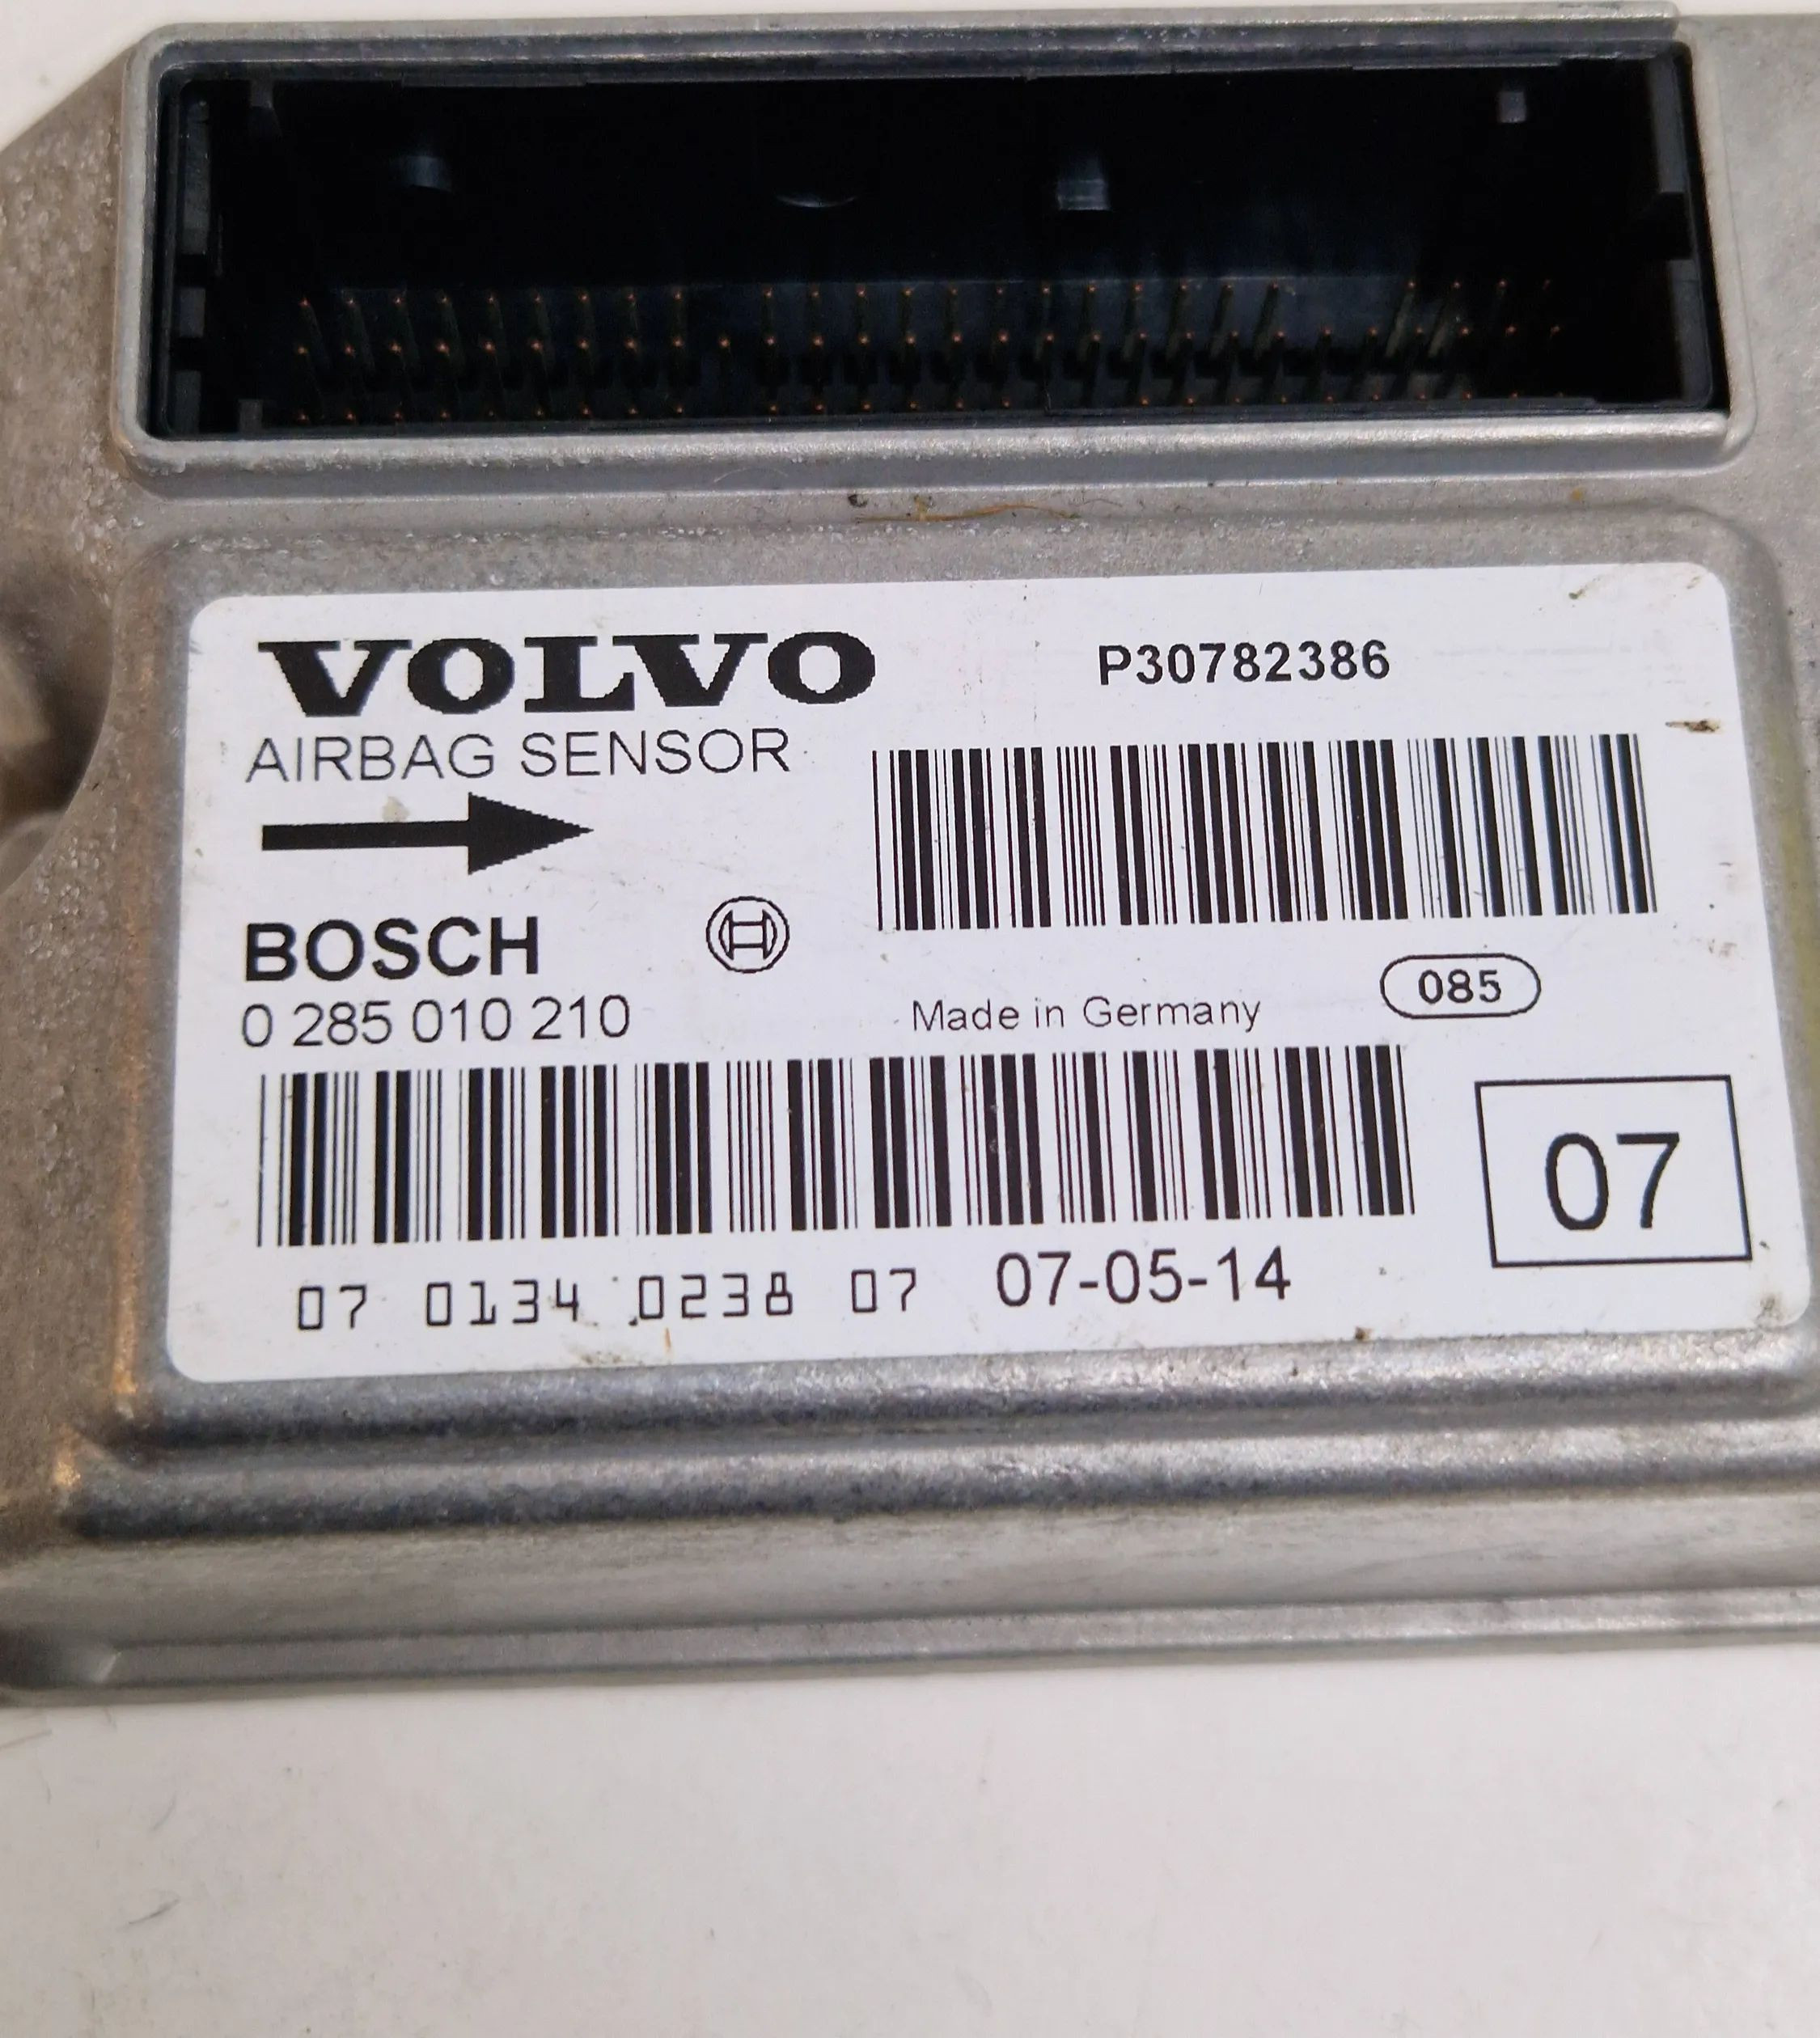 VOLVO P30782386
AIRBAG SENSOR
BOSCH
0 285 010 210
Made in Germany
085
07
07 0134 0238 07 07-05-14